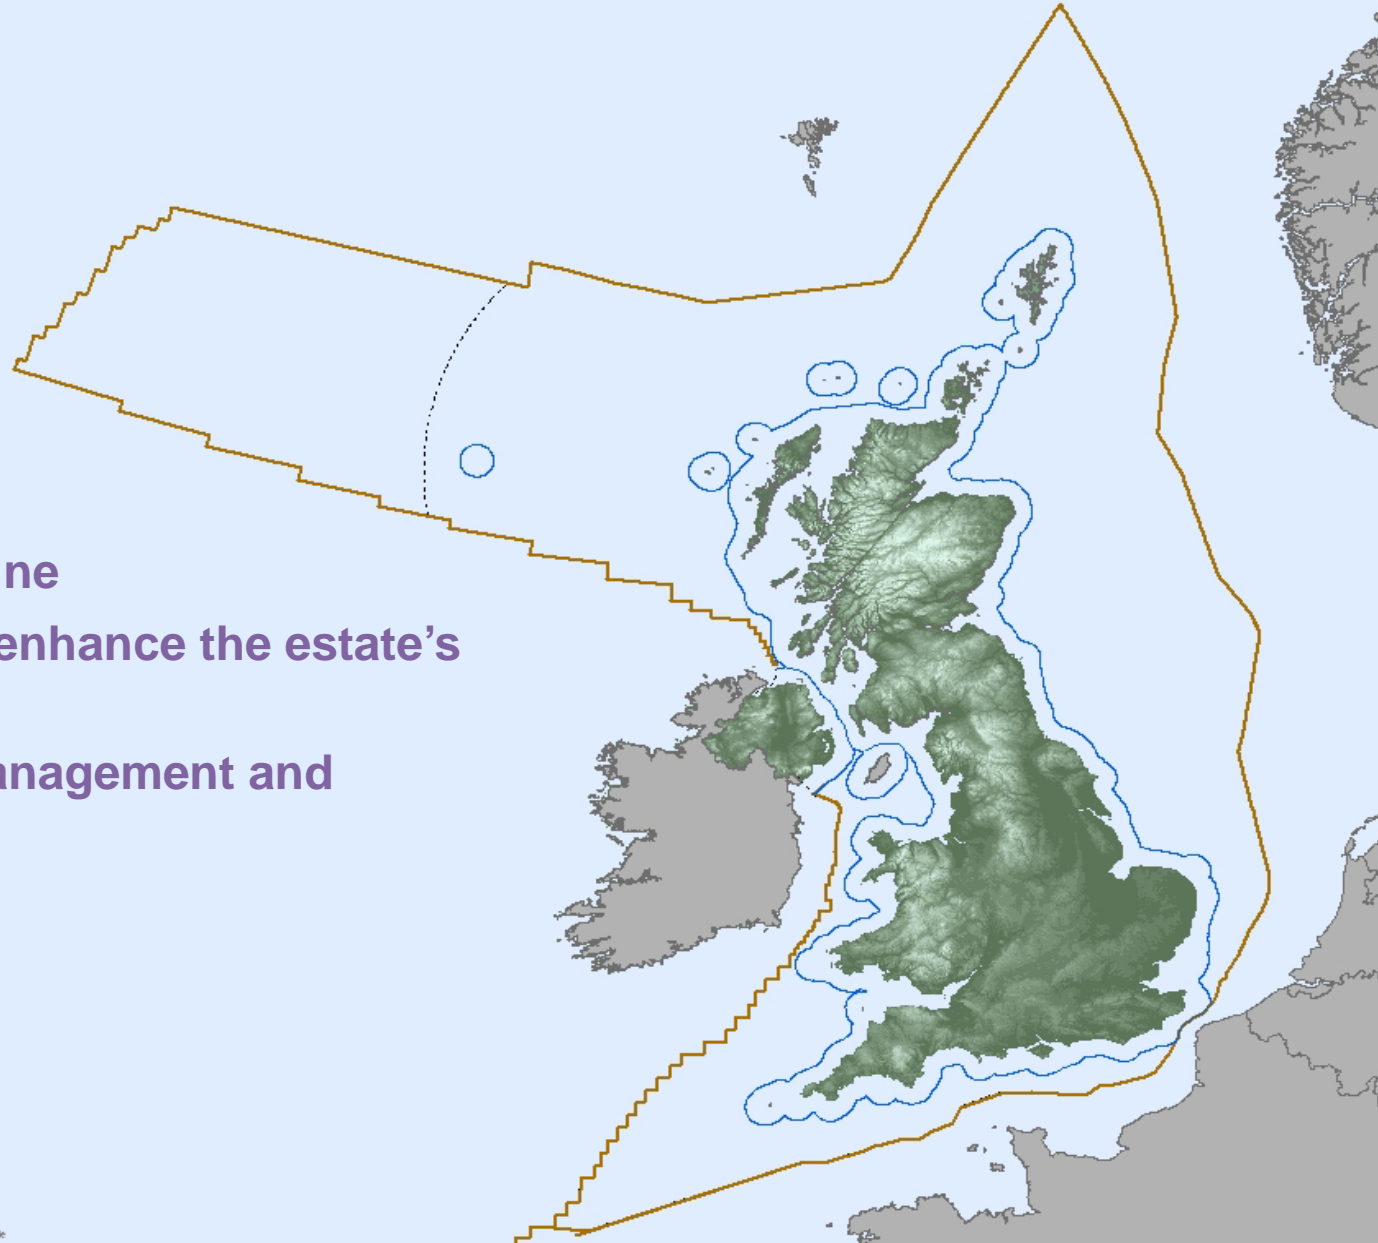 ne
enhance the estate’s
anagement and